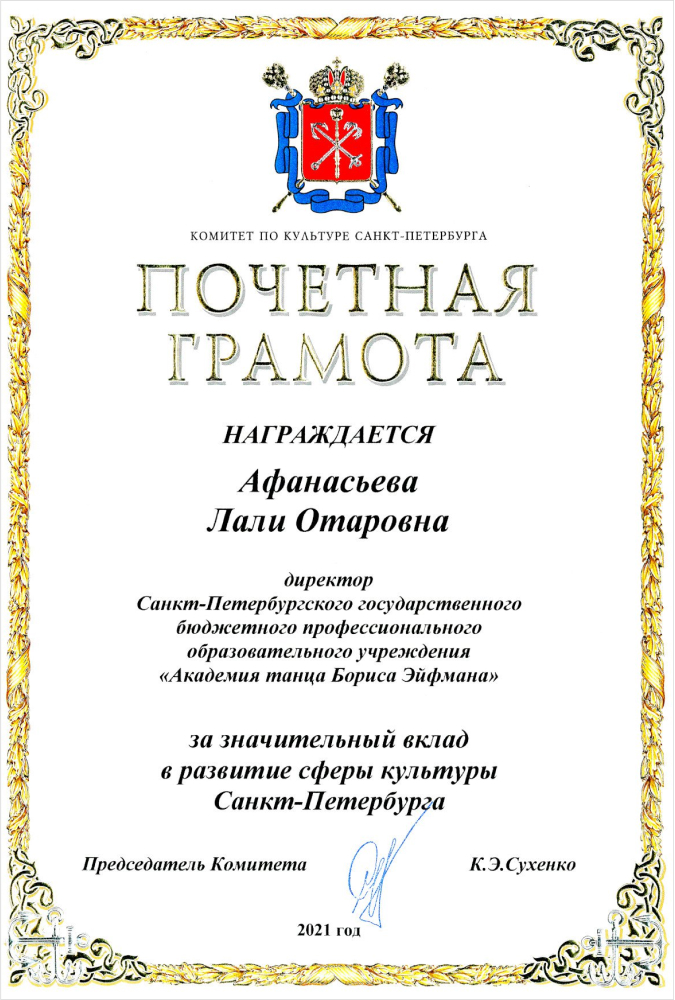 КОМИТЕТ ПО КУЛЬТУРЕ САНКТ-ПЕТЕРБУРГА
ПОЧЕТНАЯ
ГРАМОТА
НАГРАЖДАЕТСЯ
Афанасьева
Лали Отаровна
директор
Санкт-Петербургского государственного
бюджетного профессионального
образовательного учреждения
«Академия танца Бориса Эйфмана»
за значительный вклад
в развитие сферы культуры
Санкт-Петербурга
Председатель Комитета К.Э.Сухенко
2021 год